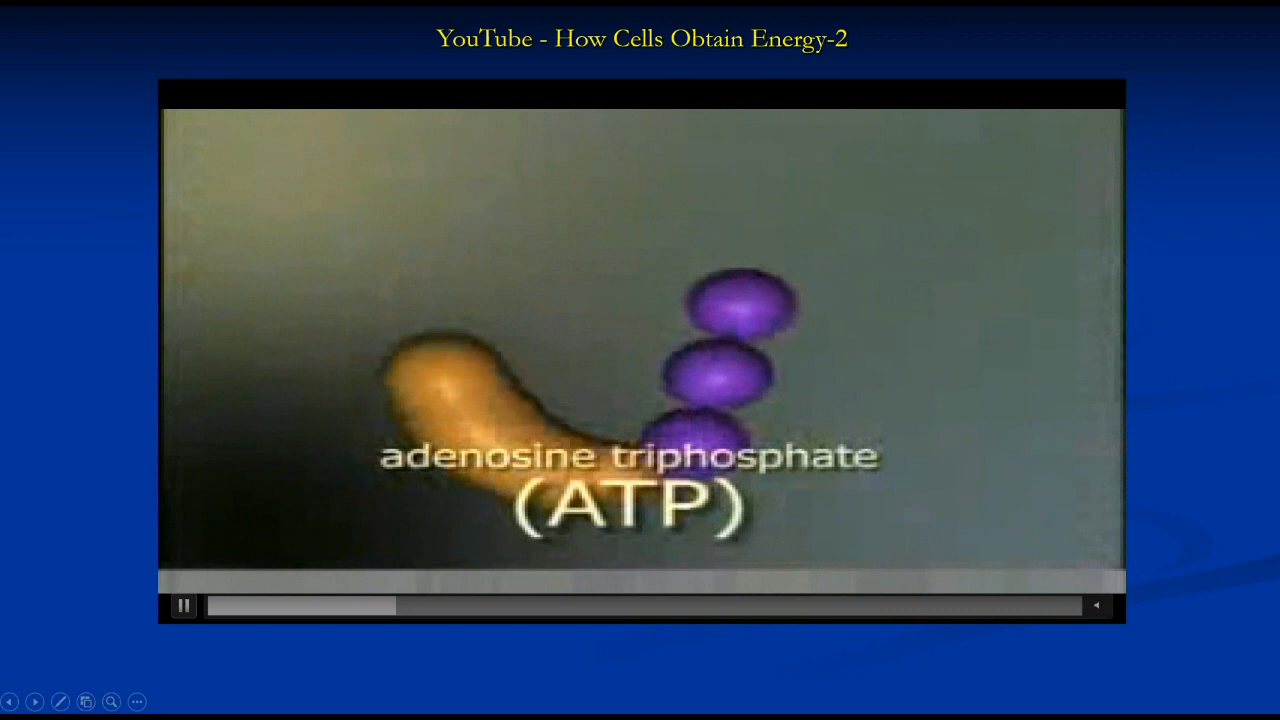 YouTube - How Cells Obtain Energy-2
adenosine triphosphate
(ATP)